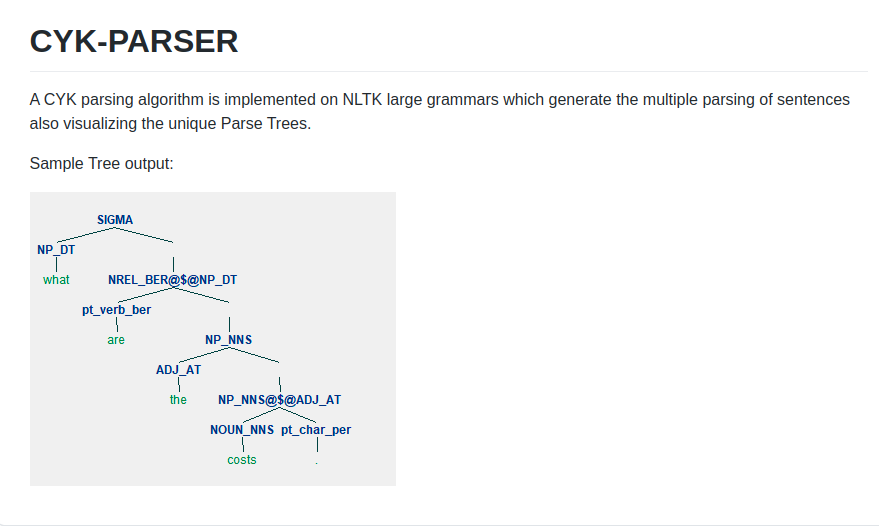 CYK-PARSER
A CYK parsing algorithm is implemented on NLTK large grammars which generate the multiple parsing of sentences
also visualizing the unique Parse Trees.
Sample Tree output:
SIGMA
NP_DT
what NREL_BER@$@NP_DT
pt_verb_ber
are NP_NNS
ADJ_AT
the NP_NNS@$@ADJ_AT
NOUN_NNS pt_char_per
costs .